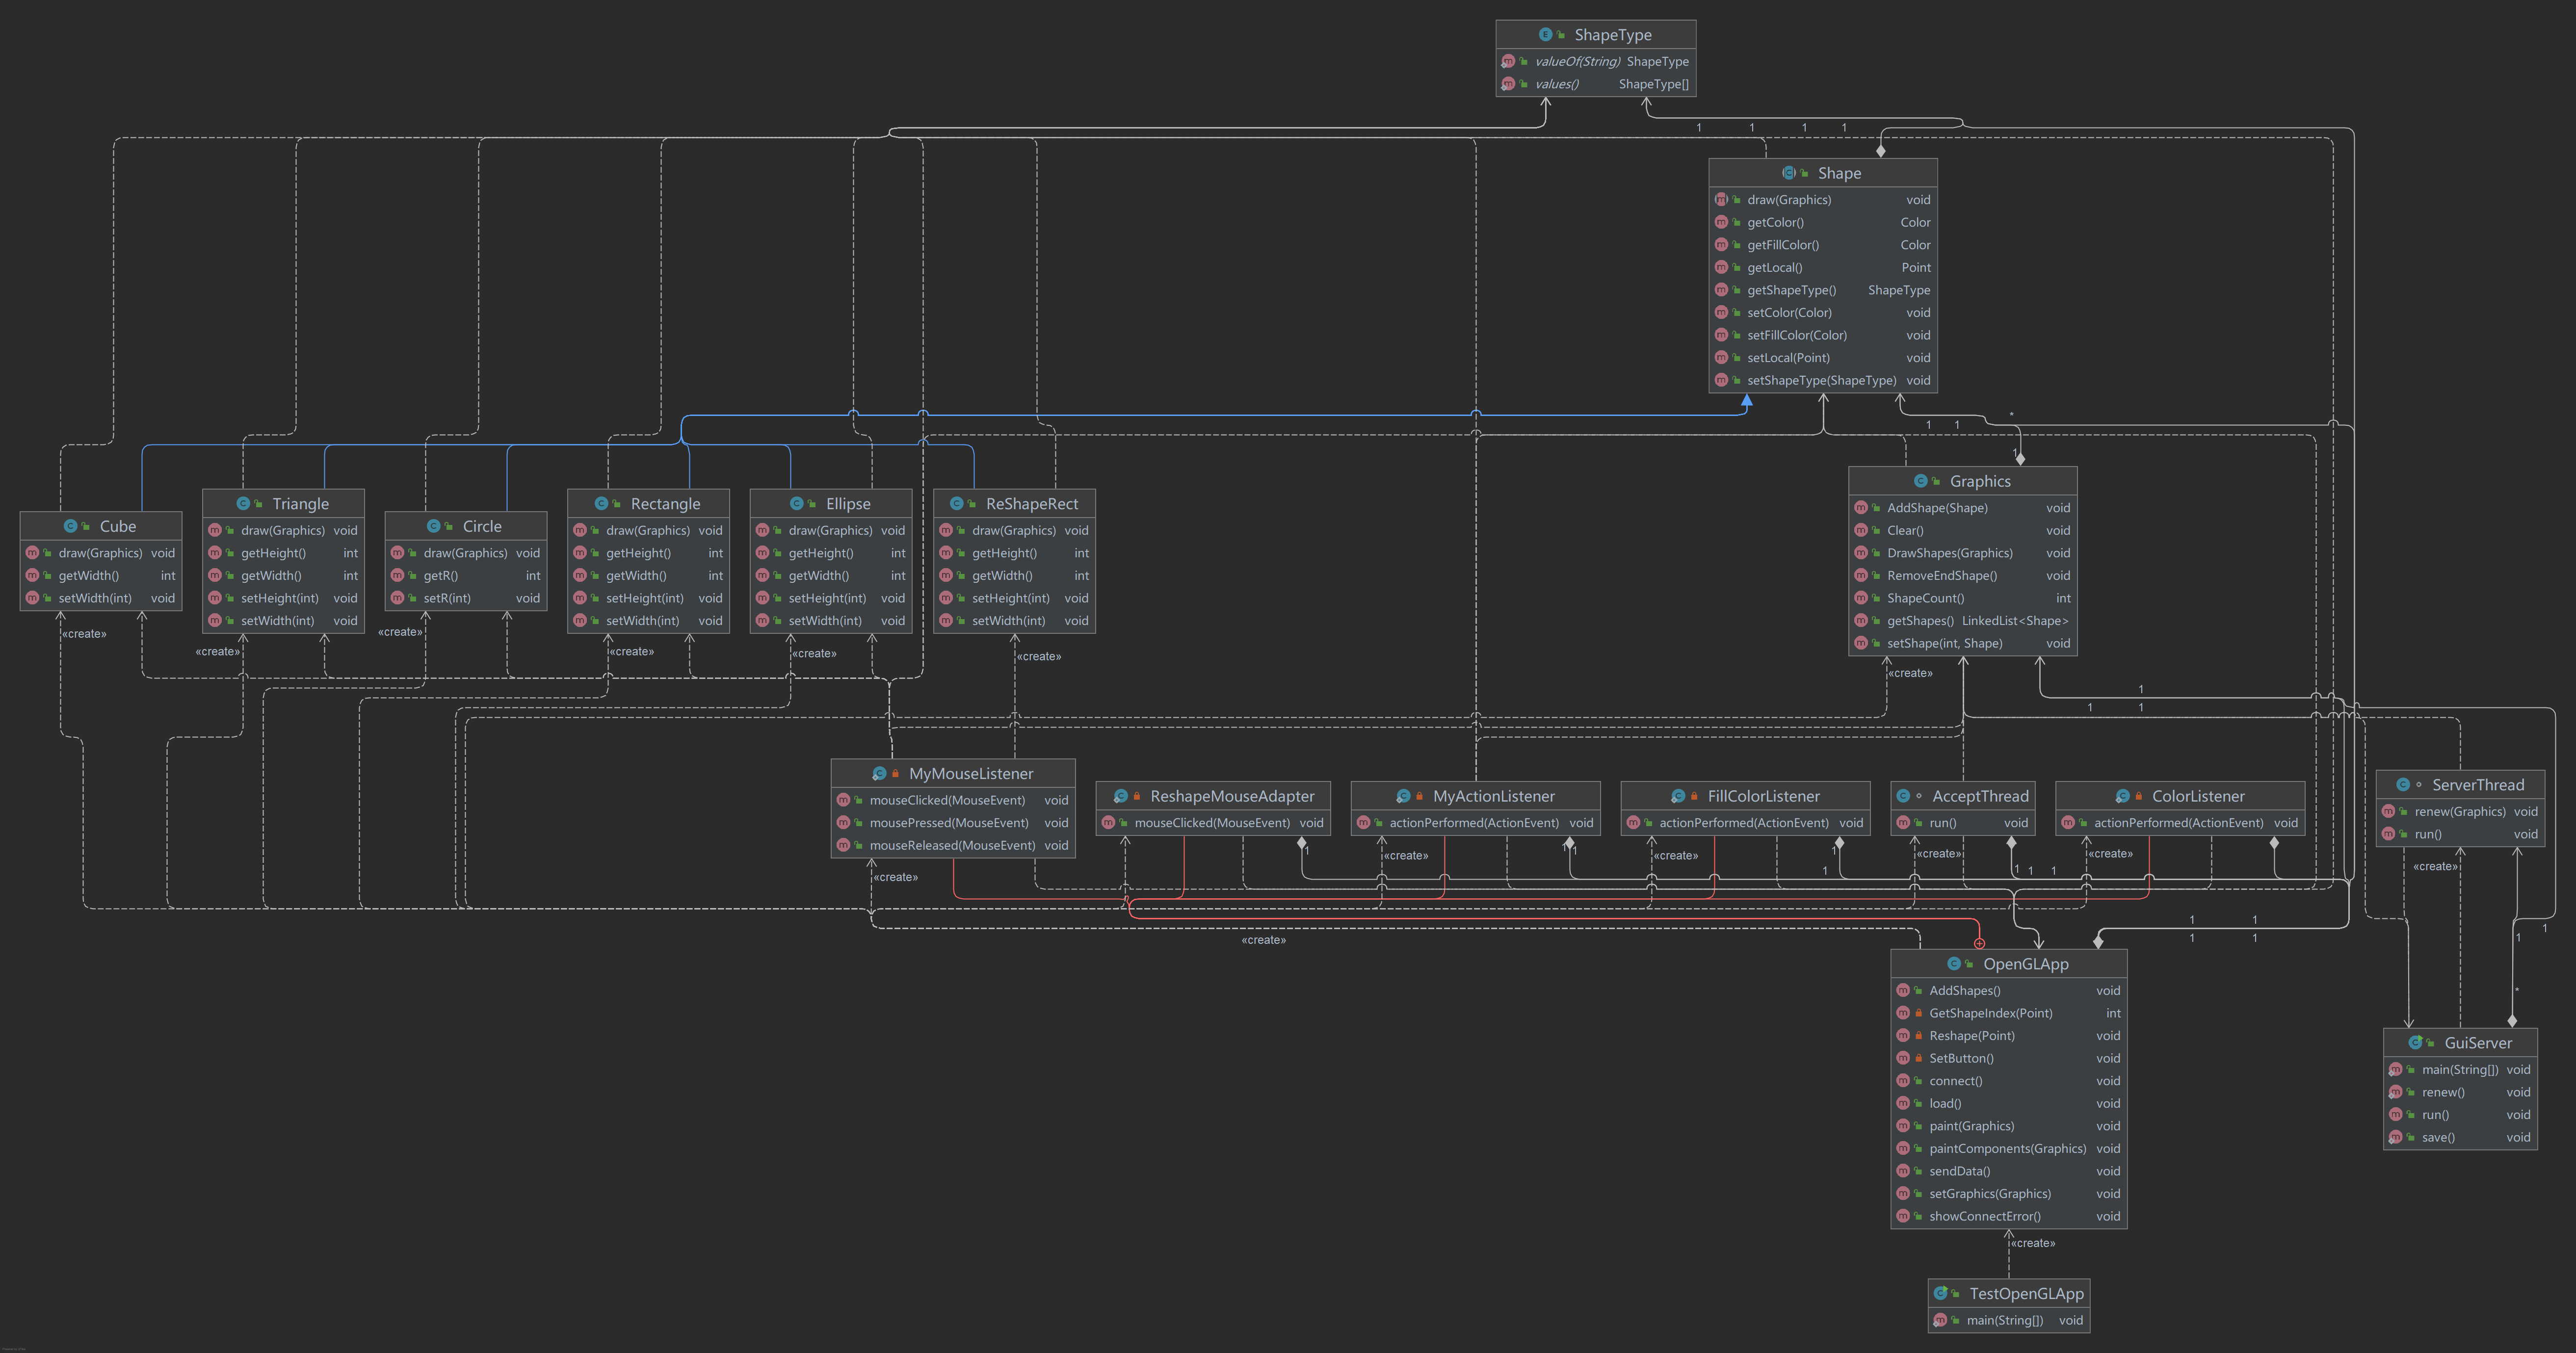 ShapeType
valueOf(String) ShapeType
values() ShapeType[]
1 1 1 1
Shape
draw(Graphics) void
getColor() Color
getFillColor() Color
getLocal() Point
getShapeType() ShapeType
setColor(Color) void
setFillColor(Color) void
setLocal(Point) void
setShapeType(ShapeType) void
*
1 1
1
Cube
draw(Graphics) void
getWidth() int
setWidth(int) void
Triangle
draw(Graphics) void
getHeight() int
getWidth() int
setHeight(int) void
setWidth(int) void
Circle
draw(Graphics) void
getR() int
setR(int) void
Rectangle
draw(Graphics) void
getHeight() int
getWidth() int
setHeight(int) void
setWidth(int) void
Ellipse
draw(Graphics) void
getHeight() int
getWidth() int
setHeight(int) void
setWidth(int) void
ReShapeRect
draw(Graphics) void
getHeight() int
getWidth() int
setHeight(int) void
setWidth(int) void
Graphics
AddShape(Shape) void
Clear() void
DrawShapes(Graphics) void
RemoveEndShape() void
ShapeCount() int
getShapes() LinkedList<Shape>
setShape(int, Shape) void
«create»
«create»
«create»
«create»
«create»
«create»
«create»
1
1 1
MyMouseListener
mouseClicked(MouseEvent) void
mousePressed(MouseEvent) void
mouseReleased(MouseEvent) void
ReshapeMouseAdapter
mouseClicked(MouseEvent) void
MyActionListener
actionPerformed(ActionEvent) void
FillColorListener
actionPerformed(ActionEvent) void
AcceptThread
run() void
ColorListener
actionPerformed(ActionEvent) void
ServerThread
renew(Graphics) void
run() void
1
«create»
1 1
«create»
1
«create»
«create»
«create»
«create»
1
1 1 1
1 1
1 1
1
1
*
«create»
OpenGLApp
AddShapes() void
GetShapeIndex(Point) int
Reshape(Point) void
SetButton() void
connect() void
load() void
paint(Graphics) void
paintComponents(Graphics) void
sendData() void
setGraphics(Graphics) void
showConnectError() void
GuiServer
main(String[]) void
renew() void
run() void
save() void
«create»
TestOpenGLApp
main(String[]) void